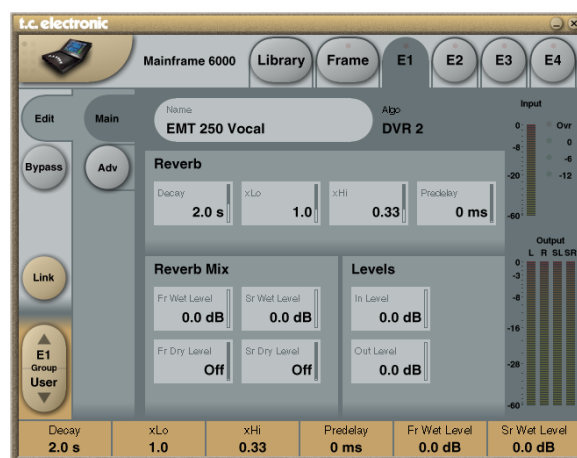 t.c. electronic
Mainframe 6000
Library
Frame
E1
E2
E3
E4
Edit
Main
Name
EMT 250 Vocal
Algo
DVR 2
Input
0
Ovr
0
-8
-6
-20
-12
-60
Bypass
Adv
Reverb
Decay
2.0 s
xLo
1.0
xHi
0.33
Predelay
0 ms
Link
Reverb Mix
Fr Wet Level
0.0 dB
Sr Wet Level
0.0 dB
Fr Dry Level
Off
Sr Dry Level
Off
Levels
In Level
0.0 dB
Out Level
0.0 dB
Output
L R SL SR
0
-3
-8
-16
-28
-60
E1
Group
User
Decay
2.0 s
xLo
1.0
xHi
0.33
Predelay
0 ms
Fr Wet Level
0.0 dB
Sr Wet Level
0.0 dB